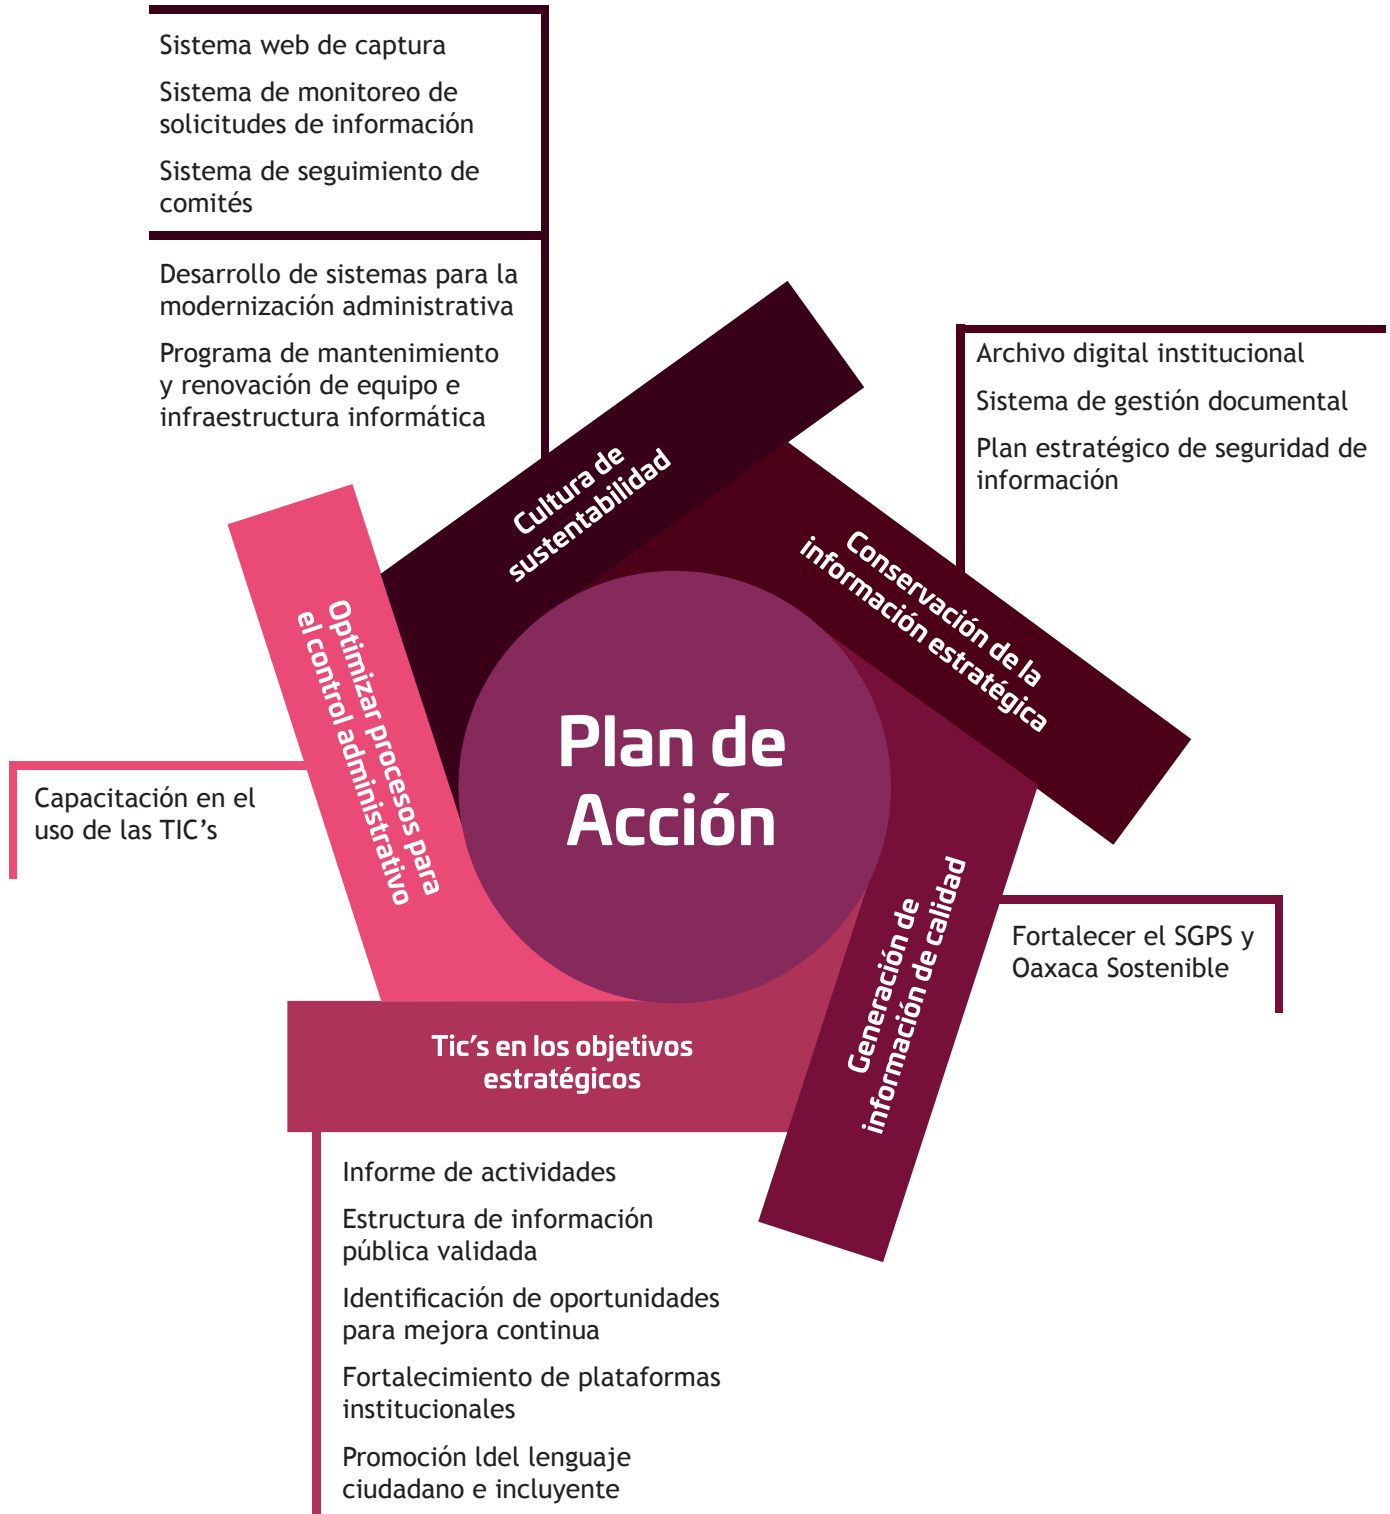 Sistema web de captura
Sistema de monitoreo de
solicitudes de información
Sistema de seguimiento de
comités
Desarrollo de sistemas para la
modernización administrativa
Programa de mantenimiento
y renovación de equipo e
infraestructura informática
Archivo digital institucional
Sistema de gestión documental
Plan estratégico de seguridad de
información
Cultura de
sustentabilidad
Conservación de la
información estratégica
Optimizar procesos para
el control administrativo
Plan de
Acción
Capacitación en el
uso de las TIC’s
Generación de
información de calidad
Fortalecer el SGPS y
Oaxaca Sostenible
Tic’s en los objetivos
estratégicos
Informe de actividades
Estructura de información
pública validada
Identificación de oportunidades
para mejora continua
Fortalecimiento de plataformas
institucionales
Promoción ldel lenguaje
ciudadano e incluyente